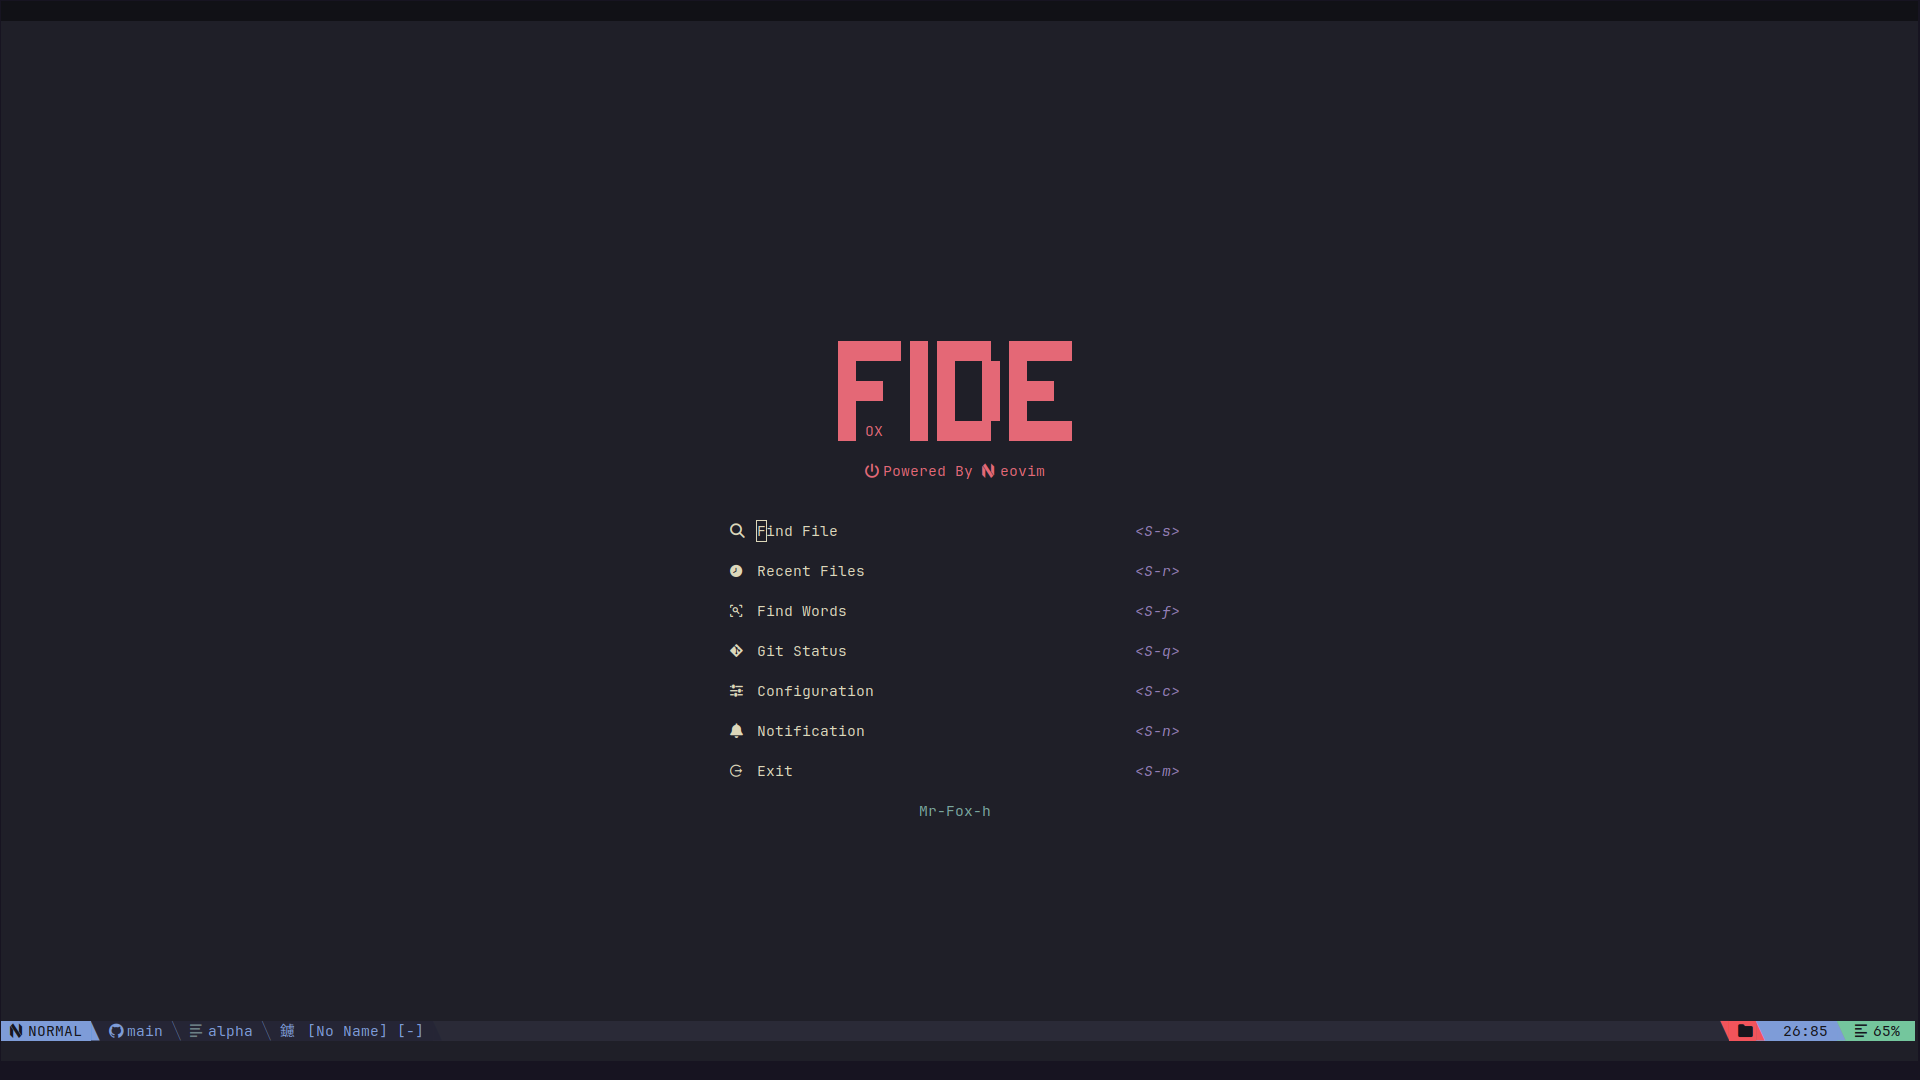 FIDE
OX
Powered By eovim
Find File <S-s>
Recent Files <S-r>
Find Words <S-f>
Git Status <S-q>
Configuration <S-c>
Notification <S-n>
Exit <S-m>
Mr-Fox-h
NORMAL main alpha [No Name] [-] 26:85 65%